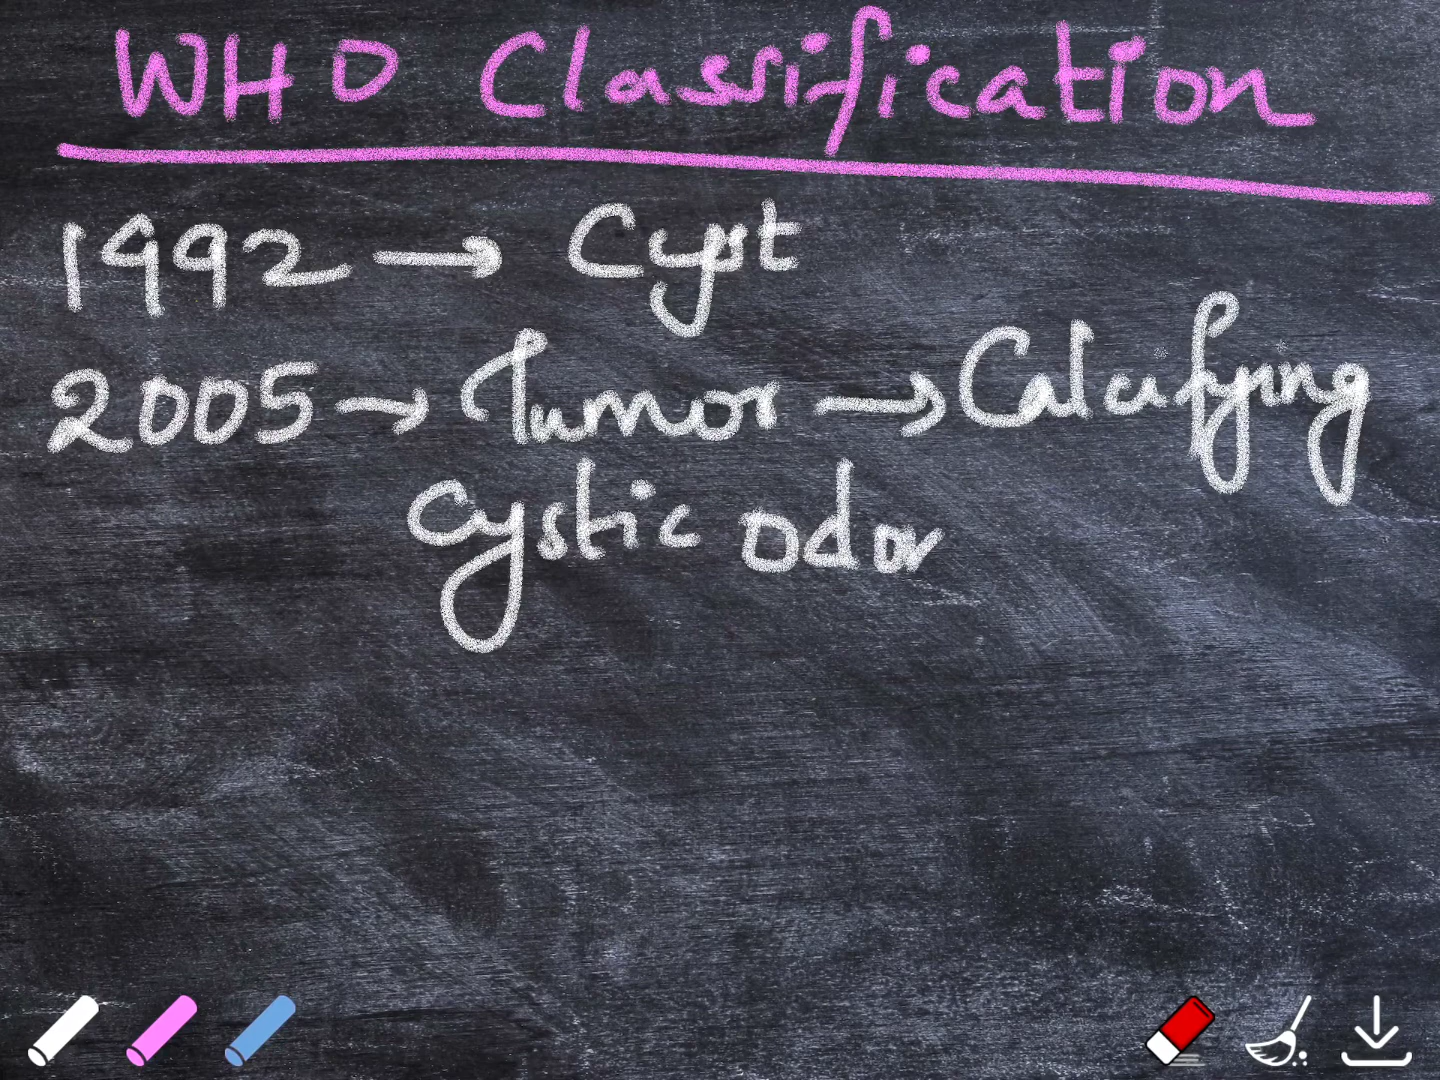 WHO Classification
1992 → Cyst
2005 → Tumor → Calcifying
Cystic odor